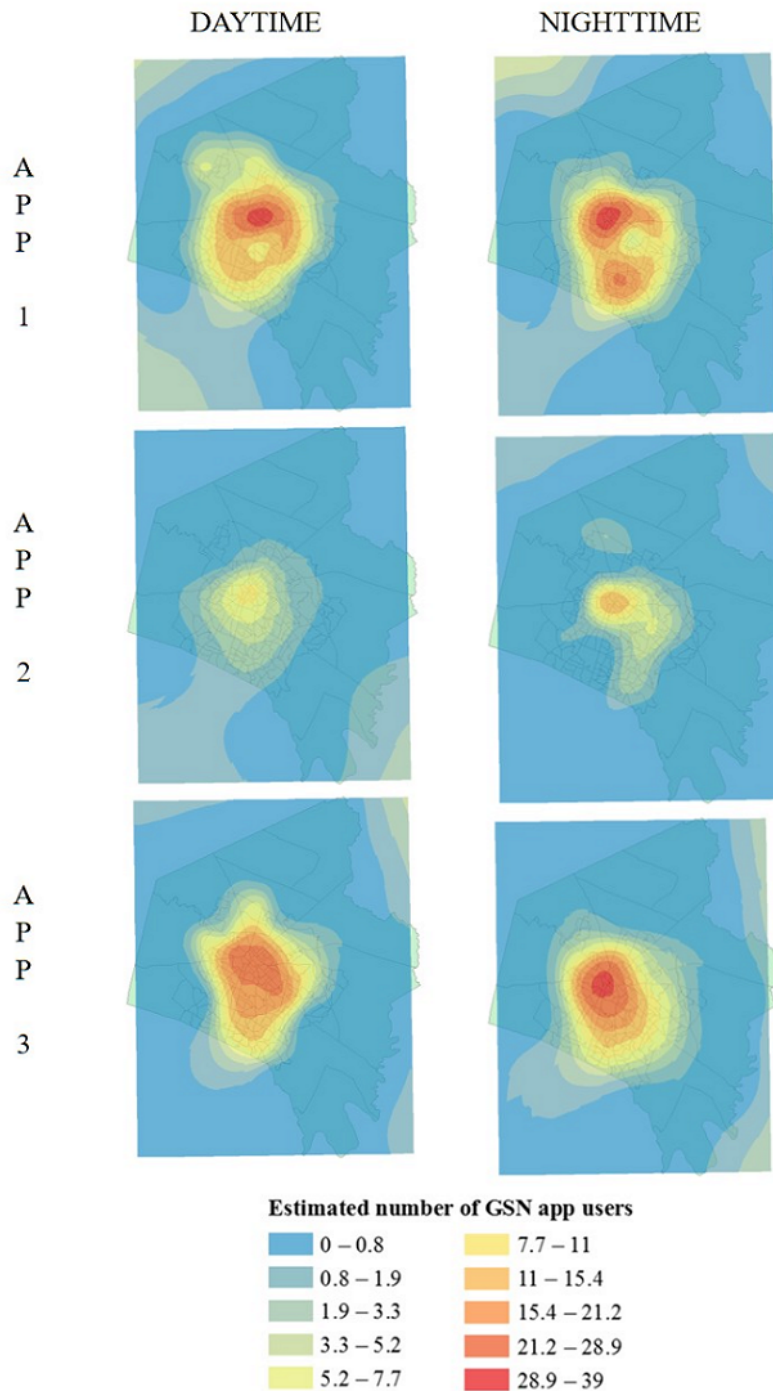 DAYTIME NIGHTTIME
A
P
P
1
A
P
P
2
A
P
P
3
Estimated number of GSN app users
0 – 0.8
0.8 – 1.9
1.9 – 3.3
3.3 – 5.2
5.2 – 7.7
7.7 – 11
11 – 15.4
15.4 – 21.2
21.2 – 28.9
28.9 – 39